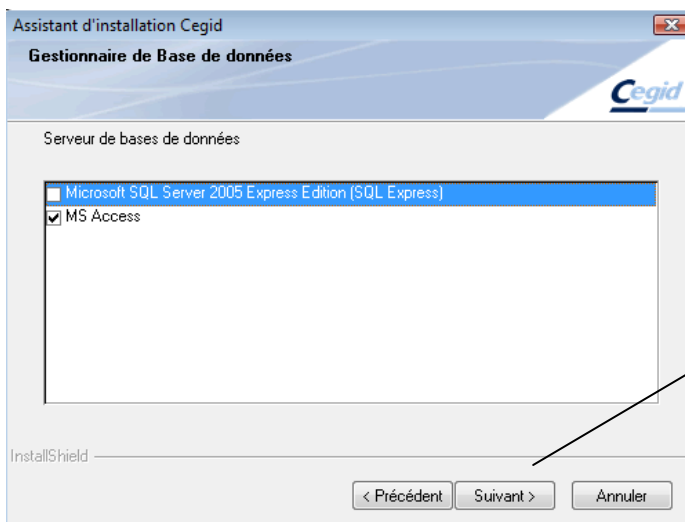 Assistant d'installation Cegid
Gestionnaire de Base de données
Cegid
Serveur de bases de données
Microsoft SQL Server 2005 Express Edition (SQL Express)
MS Access
InstallShield
< Précédent
Suivant >
Annuler